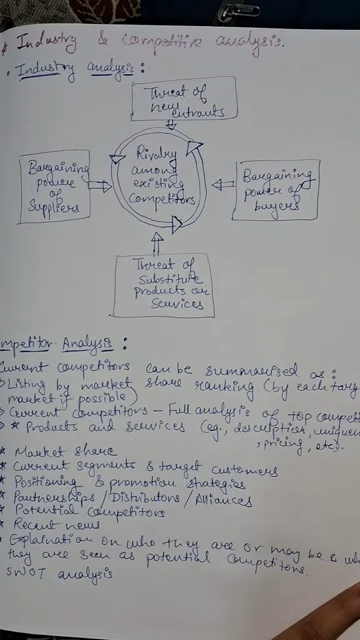 * Industry & competitive analysis.
• Industry analysis :
Threat of
new
entrants
Bargaining
power
of
Suppliers
Rivalry
among
existing
Competitors
Bargaining
power of
buyers
Threat of
Substitute
products or
Services
mpetitor Analysis :
Current competitors can be summarised as :
Listing by market share ranking (by each targ
market if possible)
Current competitors – Full analysis of top competi
* Products and services (eg., description, uniquen
, pricing, etc).
* Market share
* Current segments & target customers
* Positioning & promotion strategies
* Partnerships / Distributors / Alliances
* Potential competitors
* Recent news
* Explaination on who they are or may be & wh
they are seen as potential competitors.
SWOT analysis